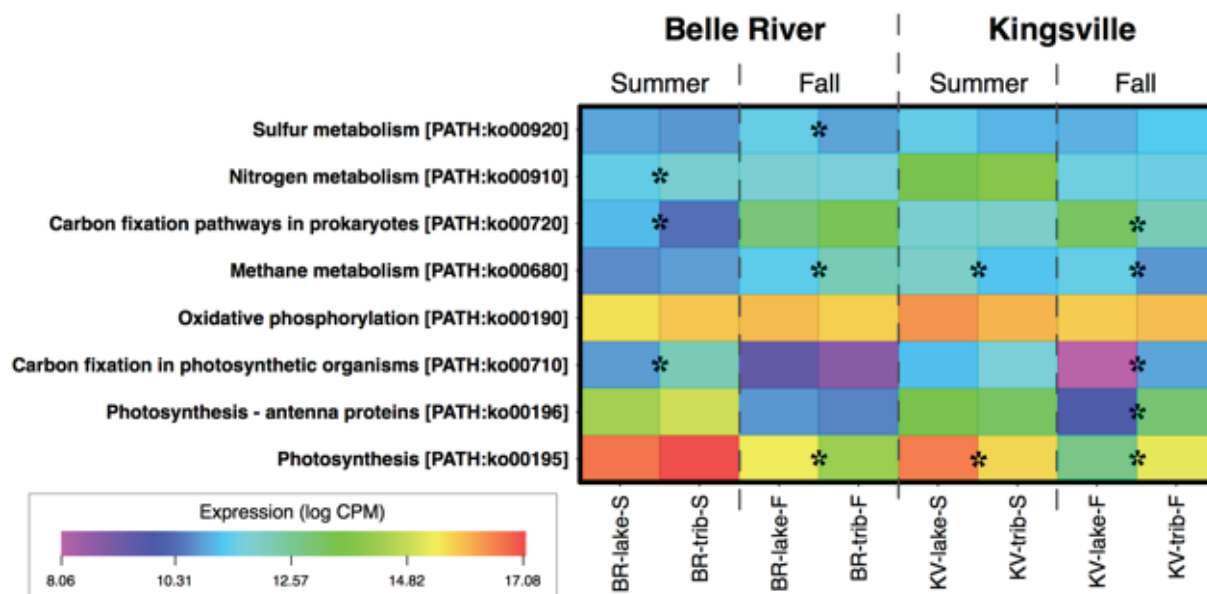 Belle River Kingsville
Summer Fall Summer Fall
Sulfur metabolism [PATH:ko00920]
*
Nitrogen metabolism [PATH:ko00910]
*
Carbon fixation pathways in prokaryotes [PATH:ko00720]
* *
Methane metabolism [PATH:ko00680]
* * *
Oxidative phosphorylation [PATH:ko00190]
Carbon fixation in photosynthetic organisms [PATH:ko00710]
* *
Photosynthesis - antenna proteins [PATH:ko00196]
*
Photosynthesis [PATH:ko00195]
* * *
BR-lake-S
BR-trib-S
BR-lake-F
BR-trib-F
KV-lake-S
KV-trib-S
KV-lake-F
KV-trib-F
Expression (log CPM)
8.06 10.31 12.57 14.82 17.08